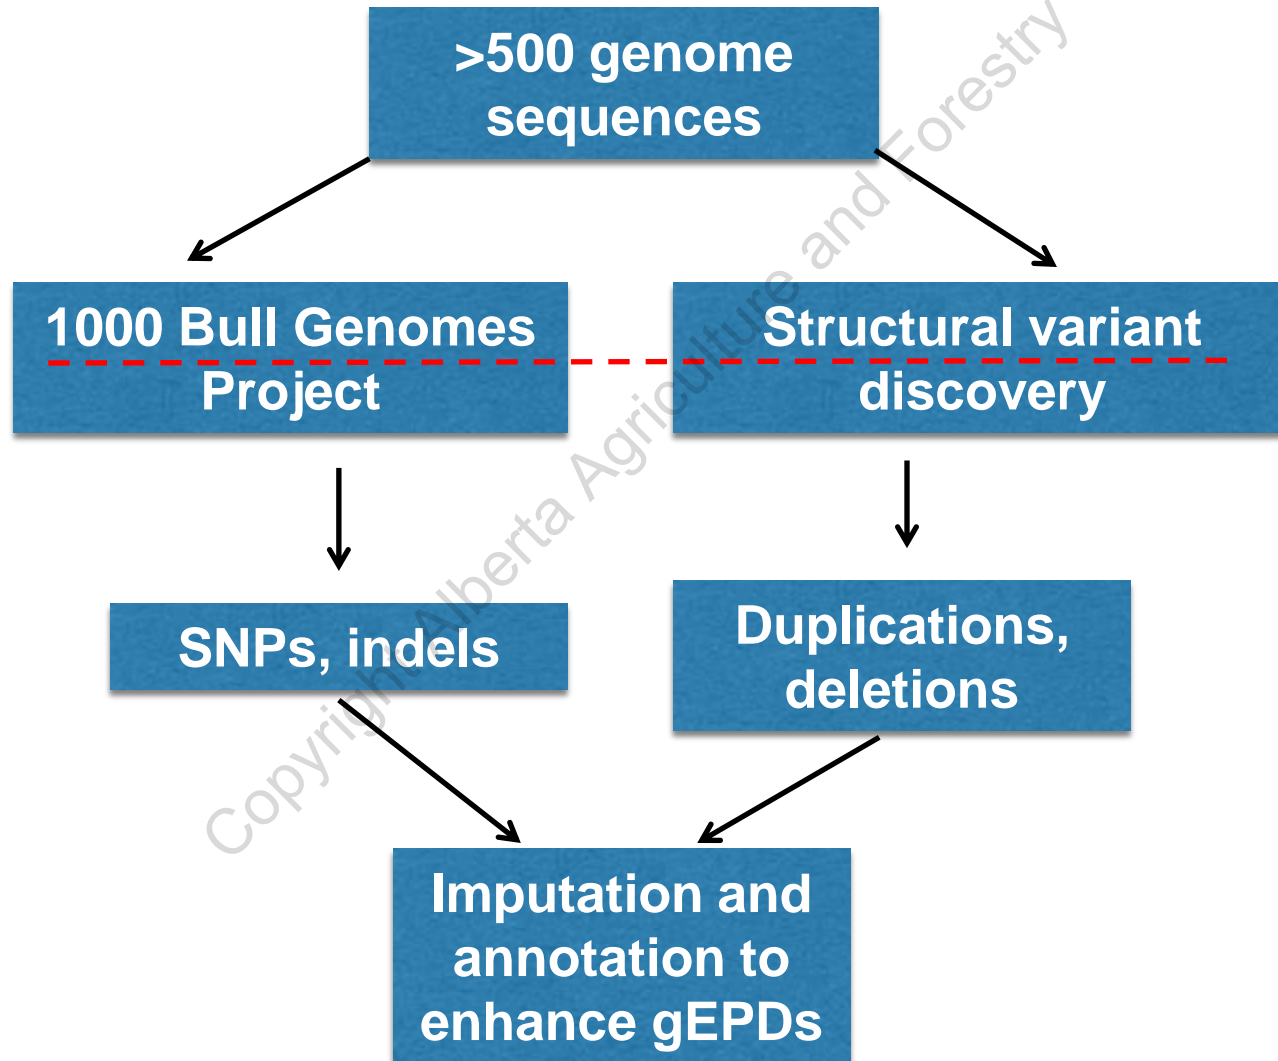 >500 genome
sequences
1000 Bull Genomes
Project
Structural variant
discovery
SNPs, indels
Duplications,
deletions
Imputation and
annotation to
enhance gEPDs
Copyright Alberta Agriculture and Forestry